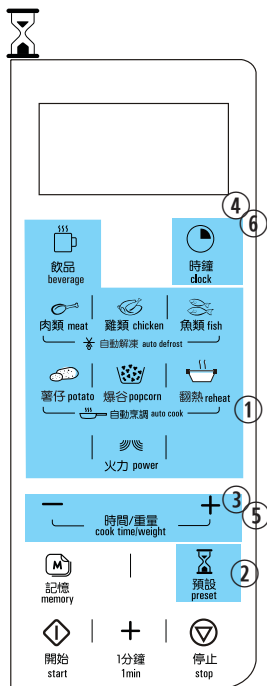 ④
⑥
飲品 時鐘
beverage clock
肉類 meat 雞類 chicken 魚類 fish
自動解凍 auto defrost
薯仔 potato 爆谷 popcorn 翻熱 reheat
①
自動烹調 auto cook
火力 power
− + ③
⑤
時間/重量
cook time/weight
M ②
記憶 預設
memory preset
+
開始 1分鐘 停止
start 1min stop